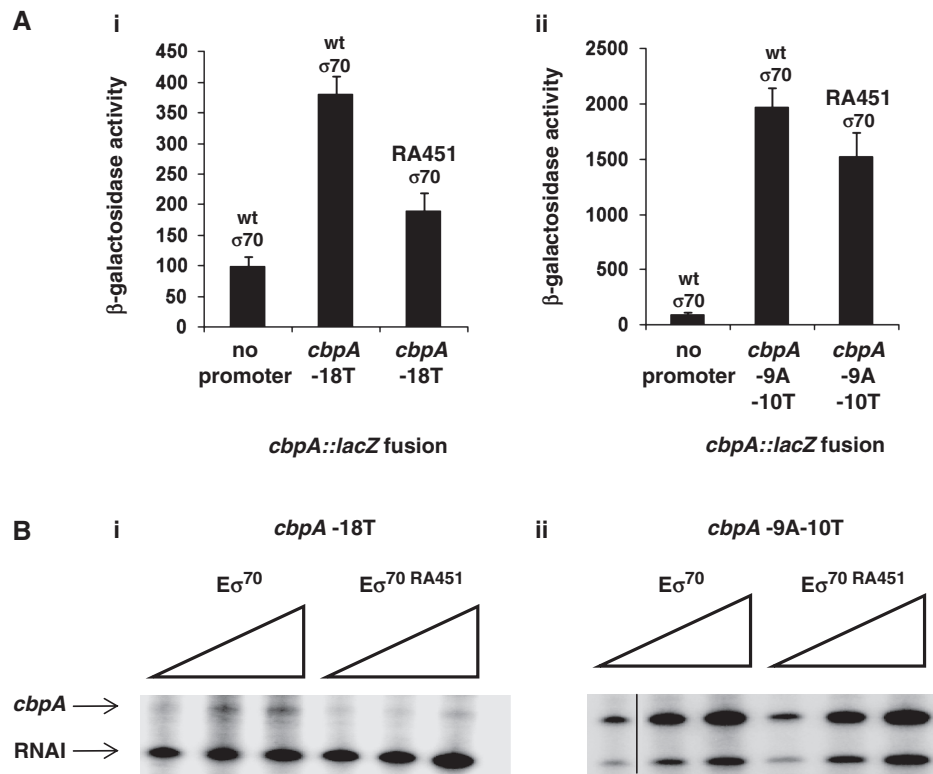 A
i
β-galactosidase activity
450
400
350
300
250
200
150
100
50
0
wt
σ70
wt
σ70
RA451
σ70
no
promoter
cbpA
-18T
cbpA
-18T
cbpA::lacZ fusion
ii
β-galactosidase activity
2500
2000
1500
1000
500
0
wt
σ70
wt
σ70
RA451
σ70
no
promoter
cbpA
-9A
-10T
cbpA
-9A
-10T
cbpA::lacZ fusion
B
i
cbpA -18T
Eσ70
Eσ70 RA451
cbpA
RNAI
ii
cbpA -9A-10T
Eσ70
Eσ70 RA451